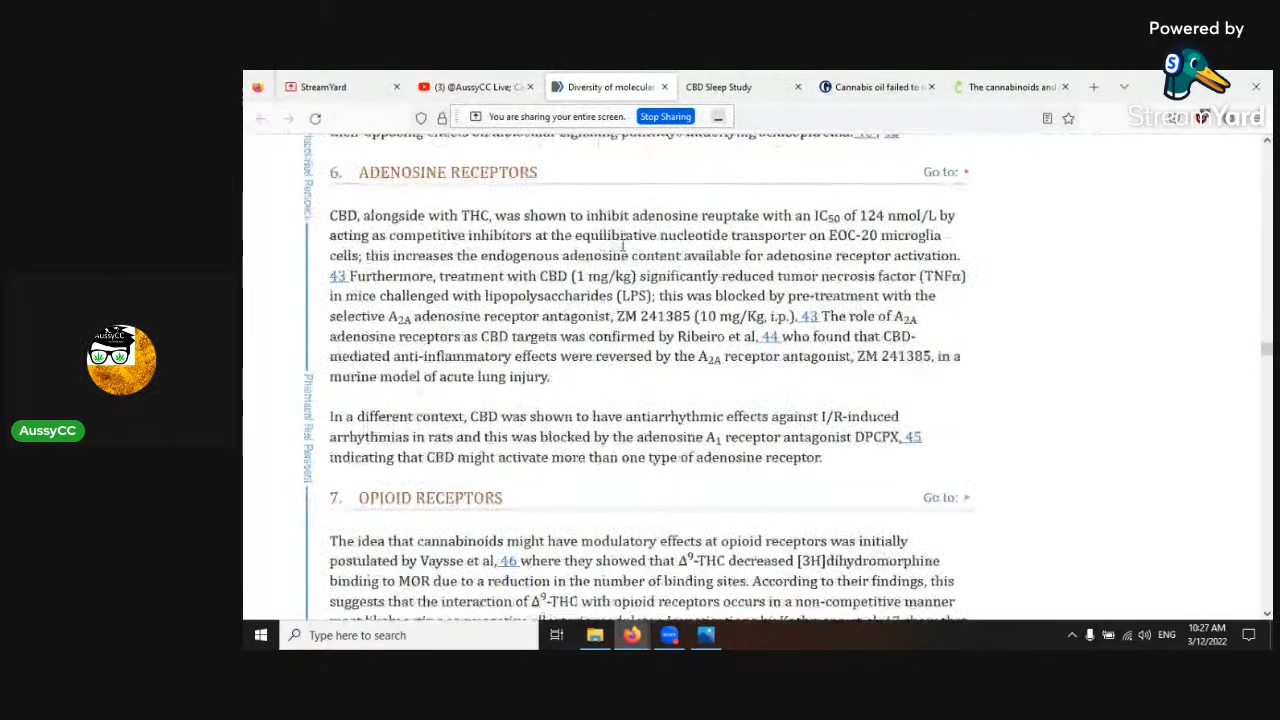 Powered by
StreamYard
StreamYard
(3) @AussyCC Live; Ca
Diversity of molecular
CBD Sleep Study
Cannabis oil failed to i
The cannabinoids and
You are sharing your entire screen.
Stop Sharing
6. ADENOSINE RECEPTORS
Go to:
CBD, alongside with THC, was shown to inhibit adenosine reuptake with an IC50 of 124 nmol/L by
acting as competitive inhibitors at the equilibrative nucleotide transporter on EOC-20 microglia
cells; this increases the endogenous adenosine content available for adenosine receptor activation.
43 Furthermore, treatment with CBD (1 mg/kg) significantly reduced tumor necrosis factor (TNFα)
in mice challenged with lipopolysaccharides (LPS); this was blocked by pre-treatment with the
selective A2A adenosine receptor antagonist, ZM 241385 (10 mg/Kg, i.p.). 43 The role of A2A
adenosine receptors as CBD targets was confirmed by Ribeiro et al, 44 who found that CBD-
mediated anti-inflammatory effects were reversed by the A2A receptor antagonist, ZM 241385, in a
murine model of acute lung injury.
In a different context, CBD was shown to have antiarrhythmic effects against I/R-induced
arrhythmias in rats and this was blocked by the adenosine A1 receptor antagonist DPCPX, 45
indicating that CBD might activate more than one type of adenosine receptor.
7. OPIOID RECEPTORS
Go to:
The idea that cannabinoids might have modulatory effects at opioid receptors was initially
postulated by Vaysse et al, 46 where they showed that Δ9-THC decreased [3H]dihydromorphine
binding to MOR due to a reduction in the number of binding sites. According to their findings, this
suggests that the interaction of Δ9-THC with opioid receptors occurs in a non-competitive manner
AussyCC
AussyCC
Type here to search
ENG
10:27 AM
3/12/2022